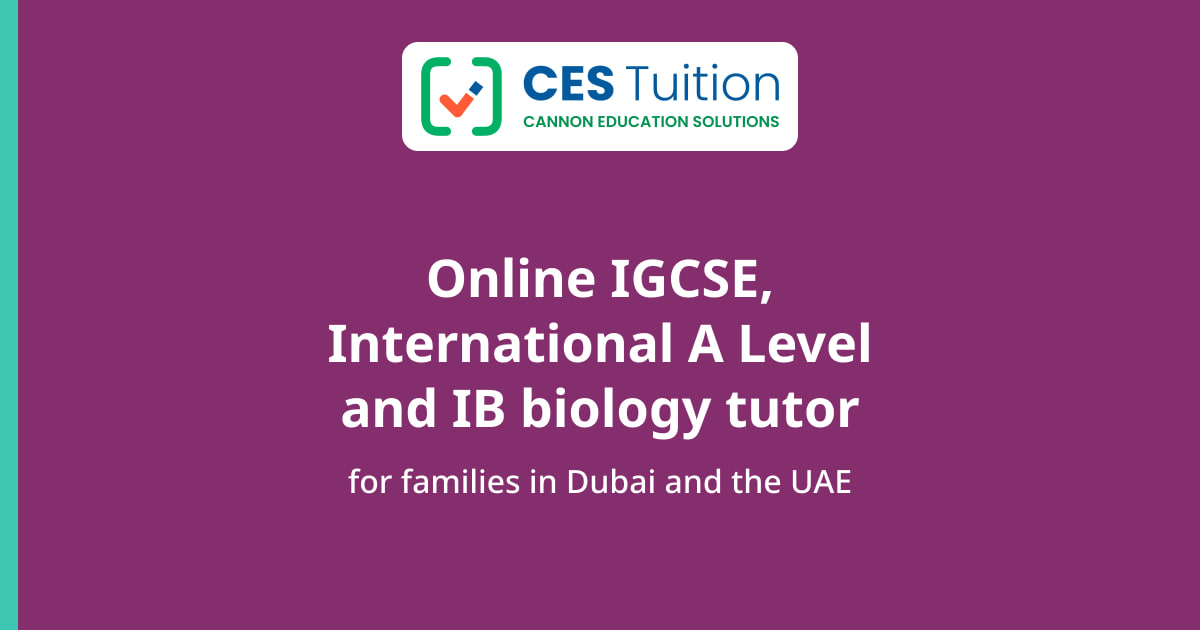 CES Tuition
CANNON EDUCATION SOLUTIONS
Online IGCSE,
International A Level
and IB biology tutor
for families in Dubai and the UAE